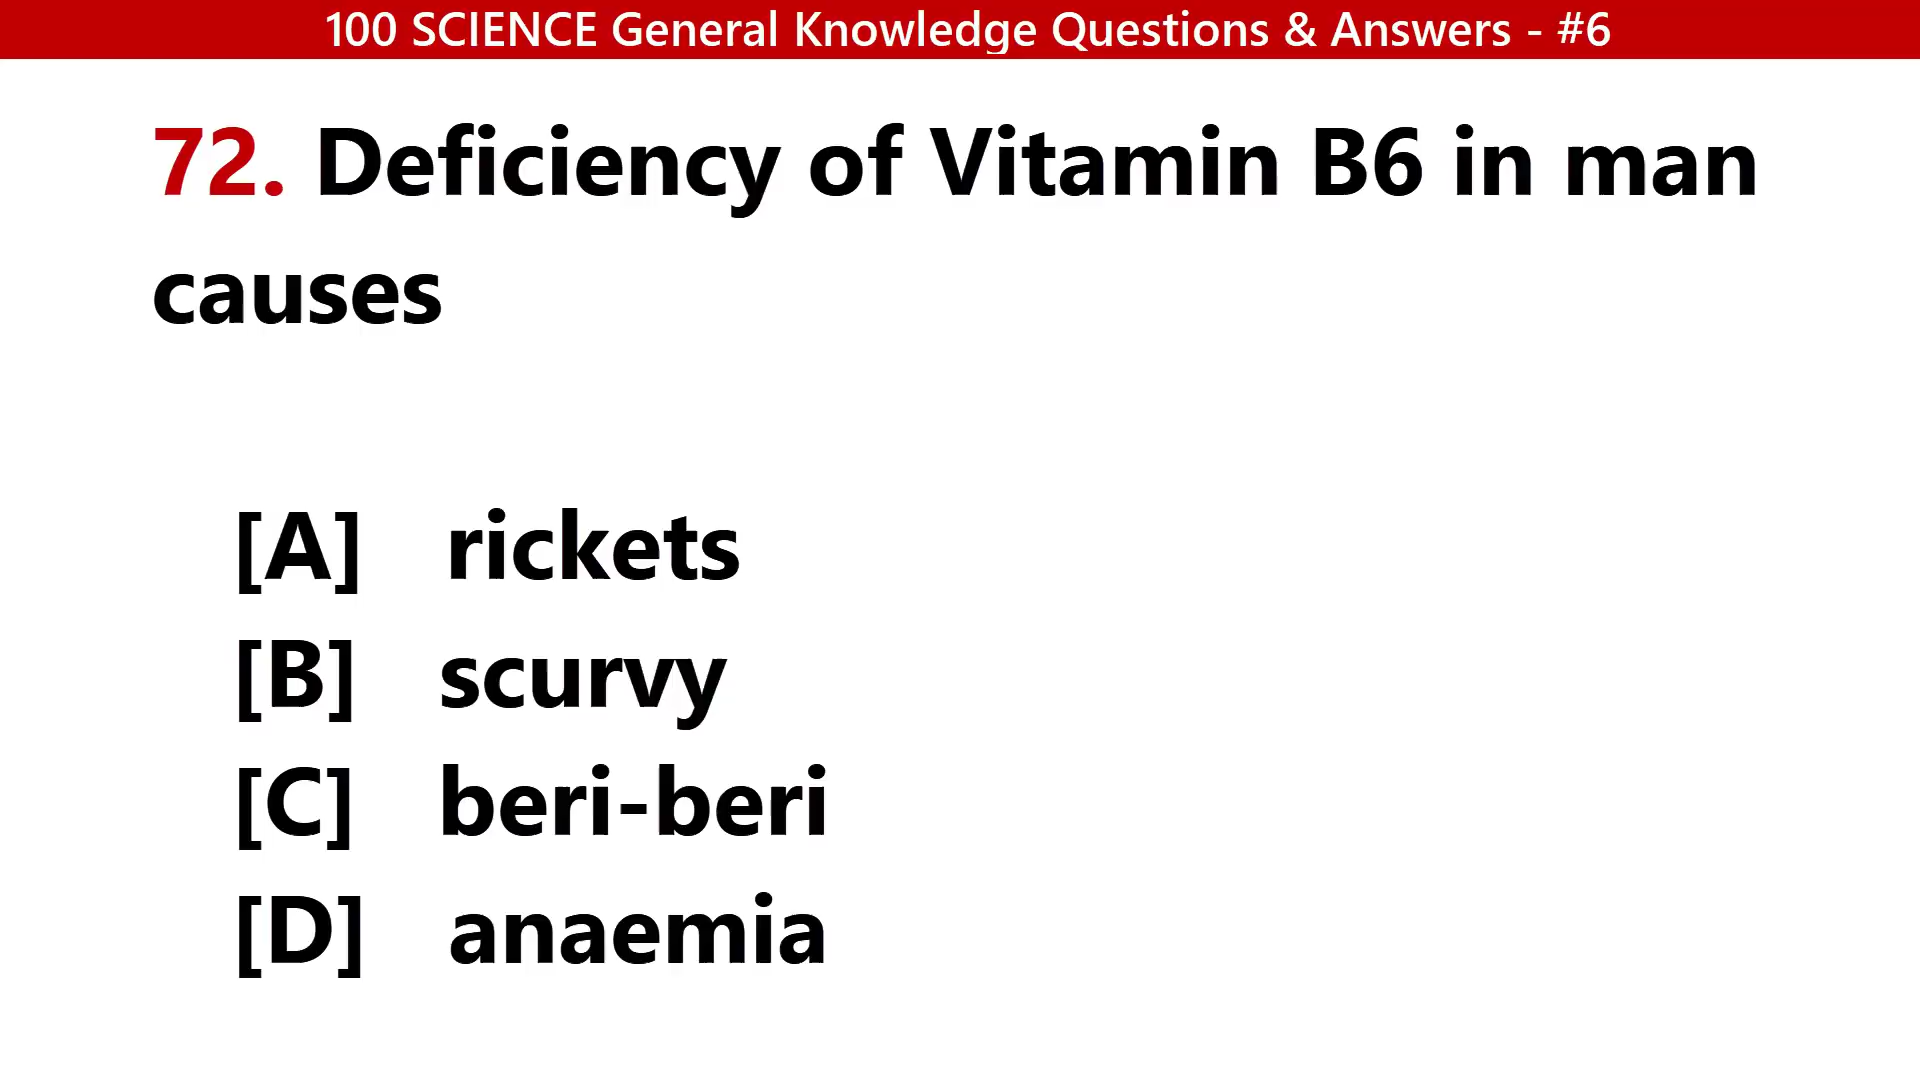 100 SCIENCE General Knowledge Questions & Answers - #6
72. Deficiency of Vitamin B6 in man
causes
[A] rickets
[B] scurvy
[C] beri-beri
[D] anaemia